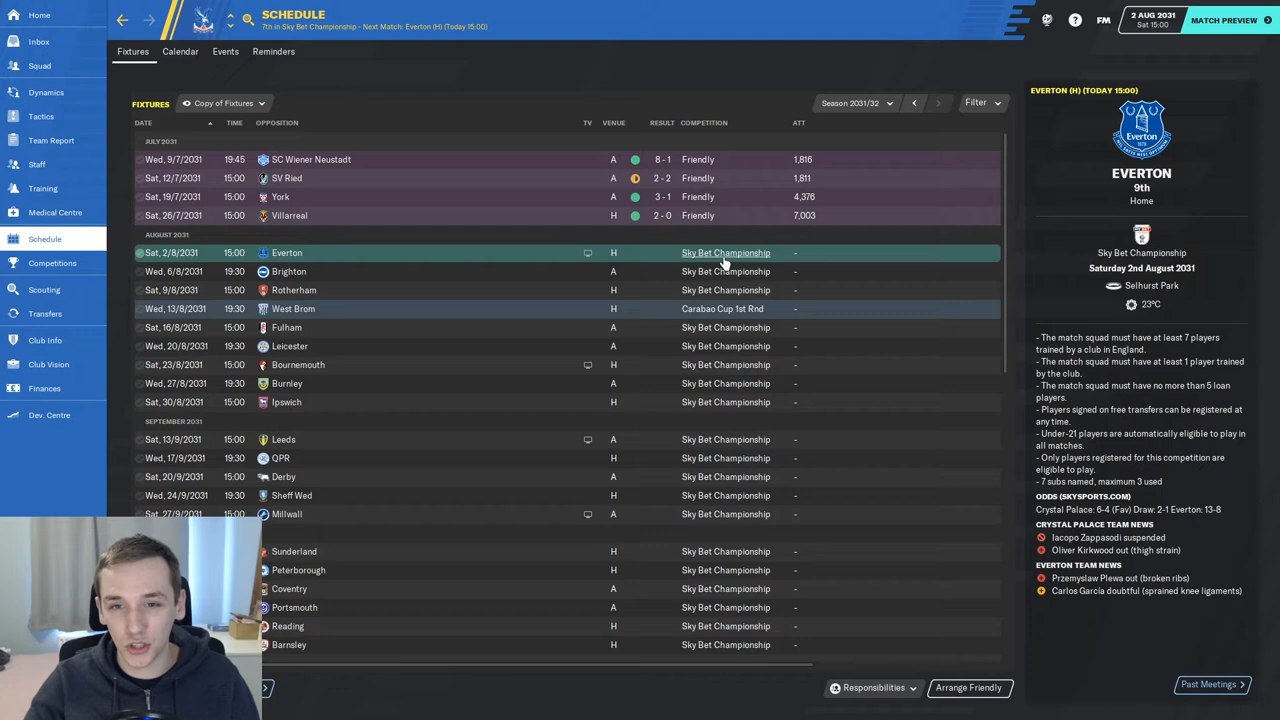 Home
Inbox
Squad
Dynamics
Tactics
Team Report
Staff
Training
Medical Centre
Schedule
Competitions
Scouting
Transfers
Club Info
Club Vision
Finances
Dev. Centre
SCHEDULE
7th in Sky Bet Championship - Next Match: Everton (H) (Today 15:00)
FM
2 AUG 2031
Sat 15:00
MATCH PREVIEW
Fixtures Calendar Events Reminders
FIXTURES Copy of Fixtures Season 2031/32 Filter
DATE TIME OPPOSITION TV VENUE RESULT COMPETITION ATT
JULY 2031
Wed, 9/7/2031 19:45 SC Wiener Neustadt A 8 - 1 Friendly 1,816
Sat, 12/7/2031 15:00 SV Ried A 2 - 2 Friendly 1,811
Sat, 19/7/2031 15:00 York A 3 - 1 Friendly 4,376
Sat, 26/7/2031 15:00 Villarreal H 2 - 0 Friendly 7,003
AUGUST 2031
Sat, 2/8/2031 15:00 Everton H Sky Bet Championship -
Wed, 6/8/2031 19:30 Brighton A Sky Bet Championship -
Sat, 9/8/2031 15:00 Rotherham H Sky Bet Championship -
Wed, 13/8/2031 19:30 West Brom H Carabao Cup 1st Rnd -
Sat, 16/8/2031 15:00 Fulham A Sky Bet Championship -
Wed, 20/8/2031 19:30 Leicester A Sky Bet Championship -
Sat, 23/8/2031 15:00 Bournemouth H Sky Bet Championship -
Wed, 27/8/2031 19:30 Burnley A Sky Bet Championship -
Sat, 30/8/2031 15:00 Ipswich H Sky Bet Championship -
SEPTEMBER 2031
Sat, 13/9/2031 15:00 Leeds A Sky Bet Championship -
Wed, 17/9/2031 19:30 QPR H Sky Bet Championship -
Sat, 20/9/2031 15:00 Derby A Sky Bet Championship -
Wed, 24/9/2031 19:30 Sheff Wed H Sky Bet Championship -
Sat, 27/9/2031 15:00 Millwall A Sky Bet Championship -
Sunderland H Sky Bet Championship -
Peterborough H Sky Bet Championship -
Coventry A Sky Bet Championship -
Portsmouth A Sky Bet Championship -
Reading H Sky Bet Championship -
Barnsley H Sky Bet Championship -
Responsibilities Arrange Friendly
EVERTON (H) (TODAY 15:00)
Everton
1878
EVERTON
9th
Home
Sky Bet Championship
Saturday 2nd August 2031
Selhurst Park
23°C
- The match squad must have at least 7 players
trained by a club in England.
- The match squad must have at least 1 player trained
by the club.
- The match squad must have no more than 5 loan
players.
- Players signed on free transfers can be registered at
any time.
- Under-21 players are automatically eligible to play in
all matches.
- Only players registered for this competition are
eligible to play.
- 7 subs named, maximum 3 used
ODDS (SKYSPORTS.COM)
Crystal Palace: 6-4 (Fav) Draw: 2-1 Everton: 13-8
CRYSTAL PALACE TEAM NEWS
Iacopo Zappasodi suspended
Oliver Kirkwood out (thigh strain)
EVERTON TEAM NEWS
Przemyslaw Plewa out (broken ribs)
Carlos García doubtful (sprained knee ligaments)
Past Meetings